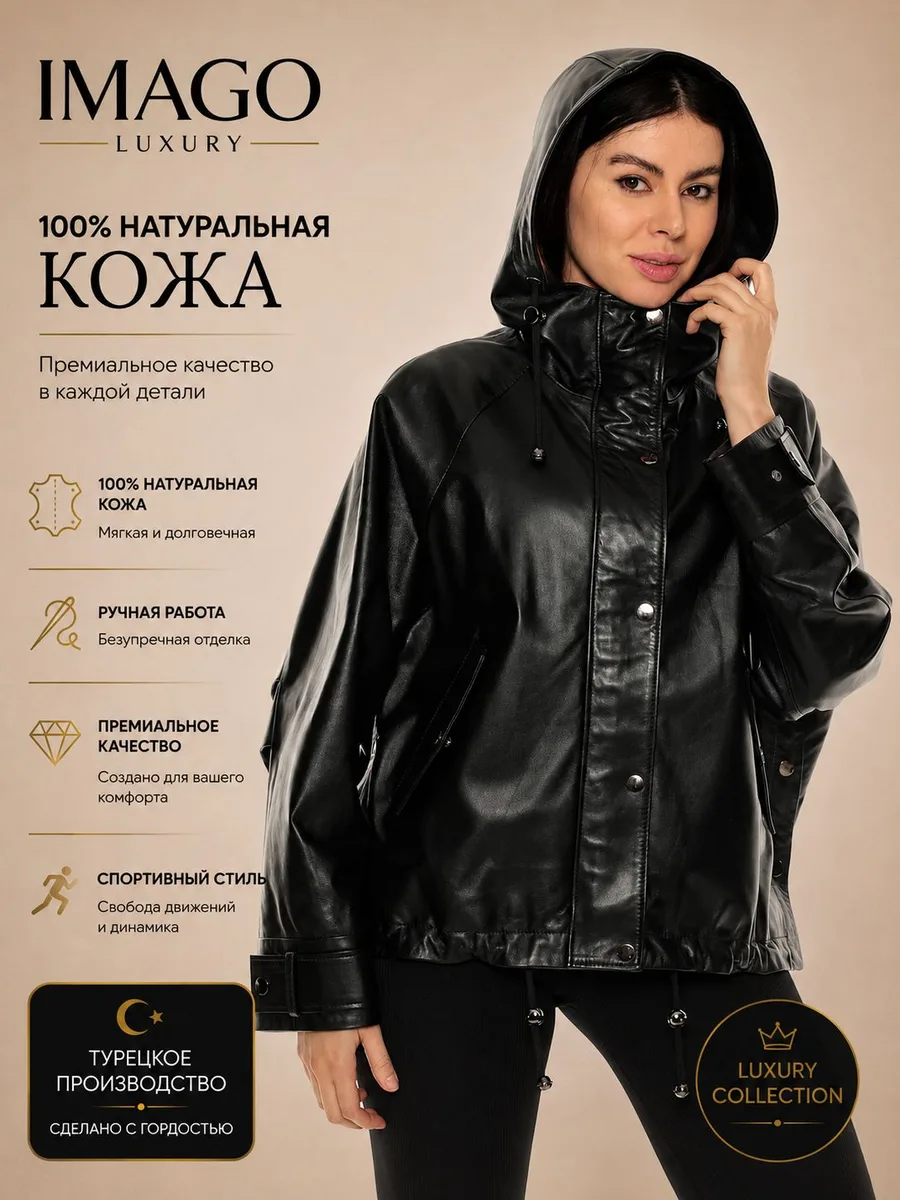 IMAGO
LUXURY
100% НАТУРАЛЬНАЯ
КОЖА
Премиальное качество
в каждой детали
100% НАТУРАЛЬНАЯ
КОЖА
Мягкая и долговечная
РУЧНАЯ РАБОТА
Безупречная отделка
ПРЕМИАЛЬНОЕ
КАЧЕСТВО
Создано для вашего
комфорта
СПОРТИВНЫЙ СТИЛЬ
Свобода движений
и динамика
ТУРЕЦКОЕ
ПРОИЗВОДСТВО
СДЕЛАНО С ГОРДОСТЬЮ
LUXURY
COLLECTION